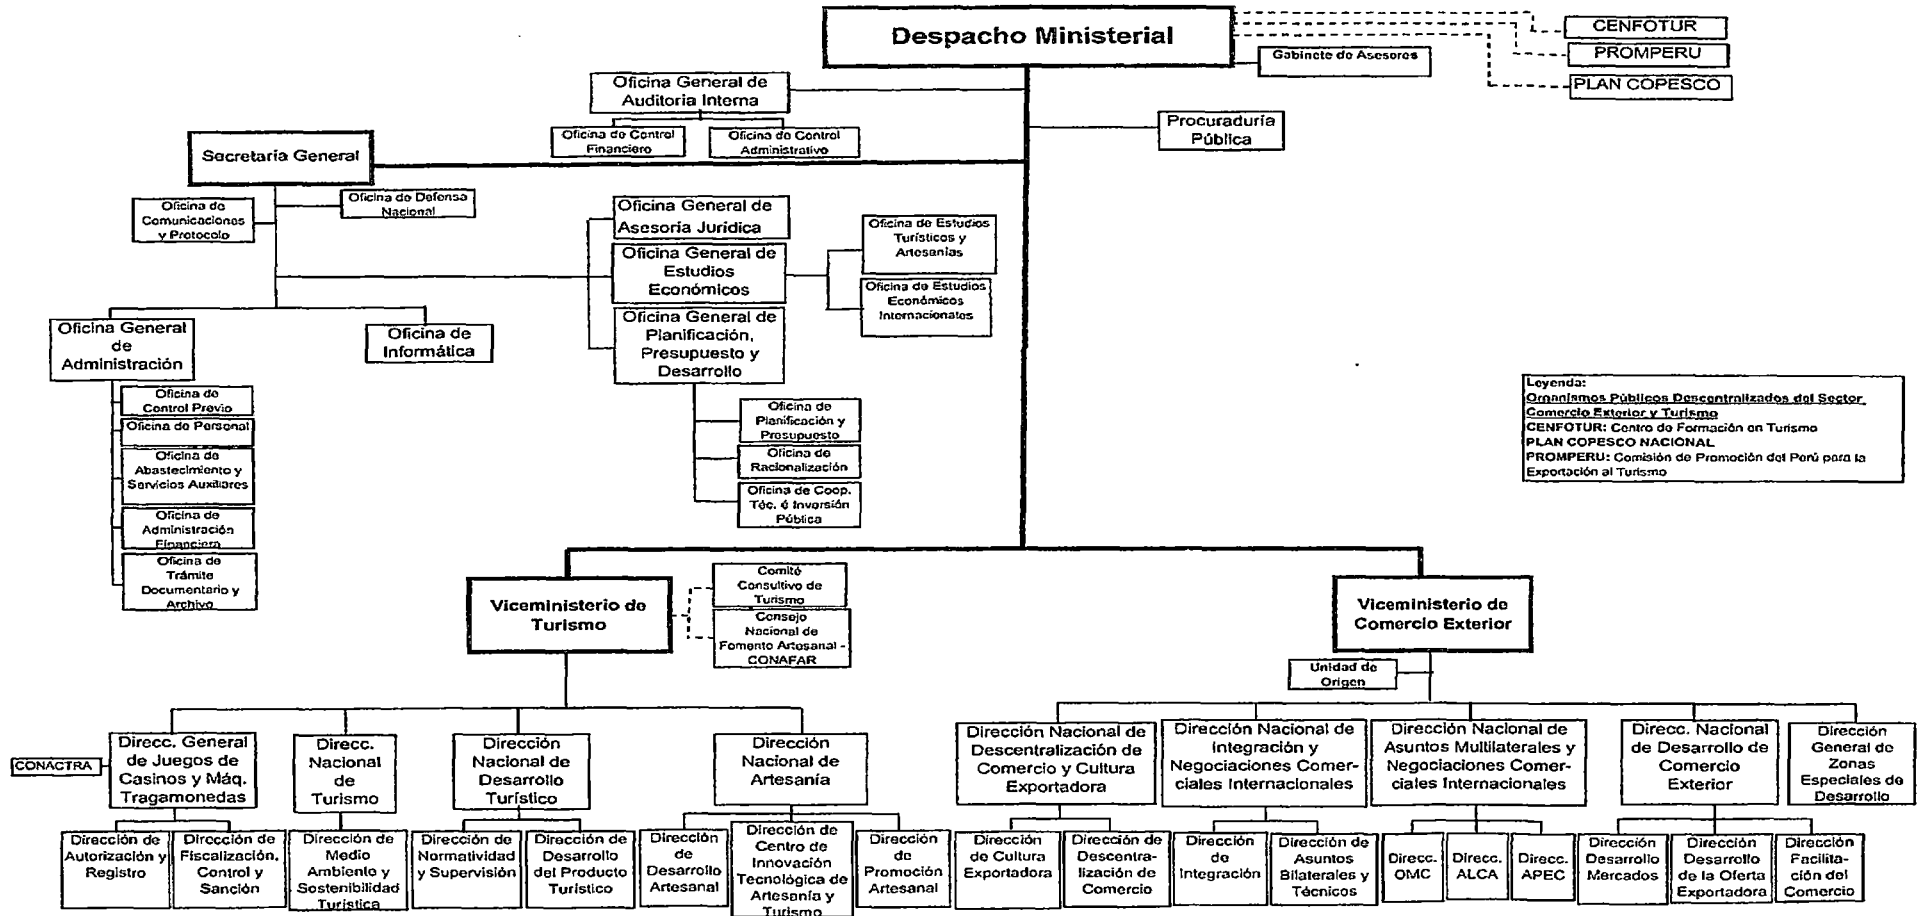 Despacho Ministerial
CENFOTUR
PROMPERU
PLAN COPESCO
Gabinete de Asesores
Oficina General de
Auditoria Interna
Oficina de Control
Financiero
Oficina de Control
Administrativo
Procuraduría
Pública
Secretaría General
Oficina de
Comunicaciones
y Protocolo
Oficina de Defensa
Nacional
Oficina General de
Asesoría Jurídica
Oficina General de
Estudios
Económicos
Oficina de Estudios
Turísticos y
Artesanías
Oficina de Estudios
Económicos
Internacionales
Oficina General de
Planificación,
Presupuesto y
Desarrollo
Oficina General
de
Administración
Oficina de
Informática
Oficina de
Control Previo
Oficina de Personal
Oficina de
Abastecimiento y
Servicios Auxiliares
Oficina de
Administración
Financiera
Oficina de
Trámite
Documentario y
Archivo
Oficina de
Planificación y
Presupuesto
Oficina de
Racionalización
Oficina de Coop.
Téc. é Inversión
Pública
Leyenda:
Organismos Públicos Descentralizados del Sector
Comercio Exterior y Turismo
CENFOTUR: Centro de Formación en Turismo
PLAN COPESCO NACIONAL
PROMPERU: Comisión de Promoción del Perú para la
Exportación al Turismo
Viceministerio de
Turismo
Comité
Consultivo de
Turismo
Consejo
Nacional de
Fomento Artesanal -
CONAFAR
Viceministerio de
Comercio Exterior
Unidad de
Origen
CONACTRA
Direcc. General
de Juegos de
Casinos y Máq.
Tragamonedas
Direcc.
Nacional
de
Turismo
Dirección
Nacional de
Desarrollo
Turístico
Dirección
Nacional de
Artesanía
Dirección Nacional de
Descentralización de
Comercio y Cultura
Exportadora
Dirección Nacional de
Integración y
Negociaciones Comer-
ciales Internacionales
Dirección Nacional de
Asuntos Multilaterales y
Negociaciones Comer-
ciales Internacionales
Direcc. Nacional
de Desarrollo de
Comercio
Exterior
Dirección
General de
Zonas
Especiales de
Desarrollo
Dirección de
Autorización y
Registro
Dirección de
Fiscalización,
Control y
Sanción
Dirección de
Medio
Ambiente y
Sostenibilidad
Turística
Dirección de
Normatividad
y Supervisión
Dirección de
Desarrollo
del Producto
Turístico
Dirección
de
Desarrollo
Artesanal
Dirección de
Centro de
Innovación
Tecnológica de
Artesanía y
Turismo
Dirección
de
Promoción
Artesanal
Dirección
de Cultura
Exportadora
Dirección de
Descentra-
lización de
Comercio
Dirección
de
Integración
Dirección de
Asuntos
Bilaterales y
Técnicos
Direcc.
OMC
Direcc.
ALCA
Direcc.
APEC
Dirección
Desarrollo
Mercados
Dirección
Desarrollo
de la Oferta
Exportadora
Dirección
Facilita-
ción del
Comercio